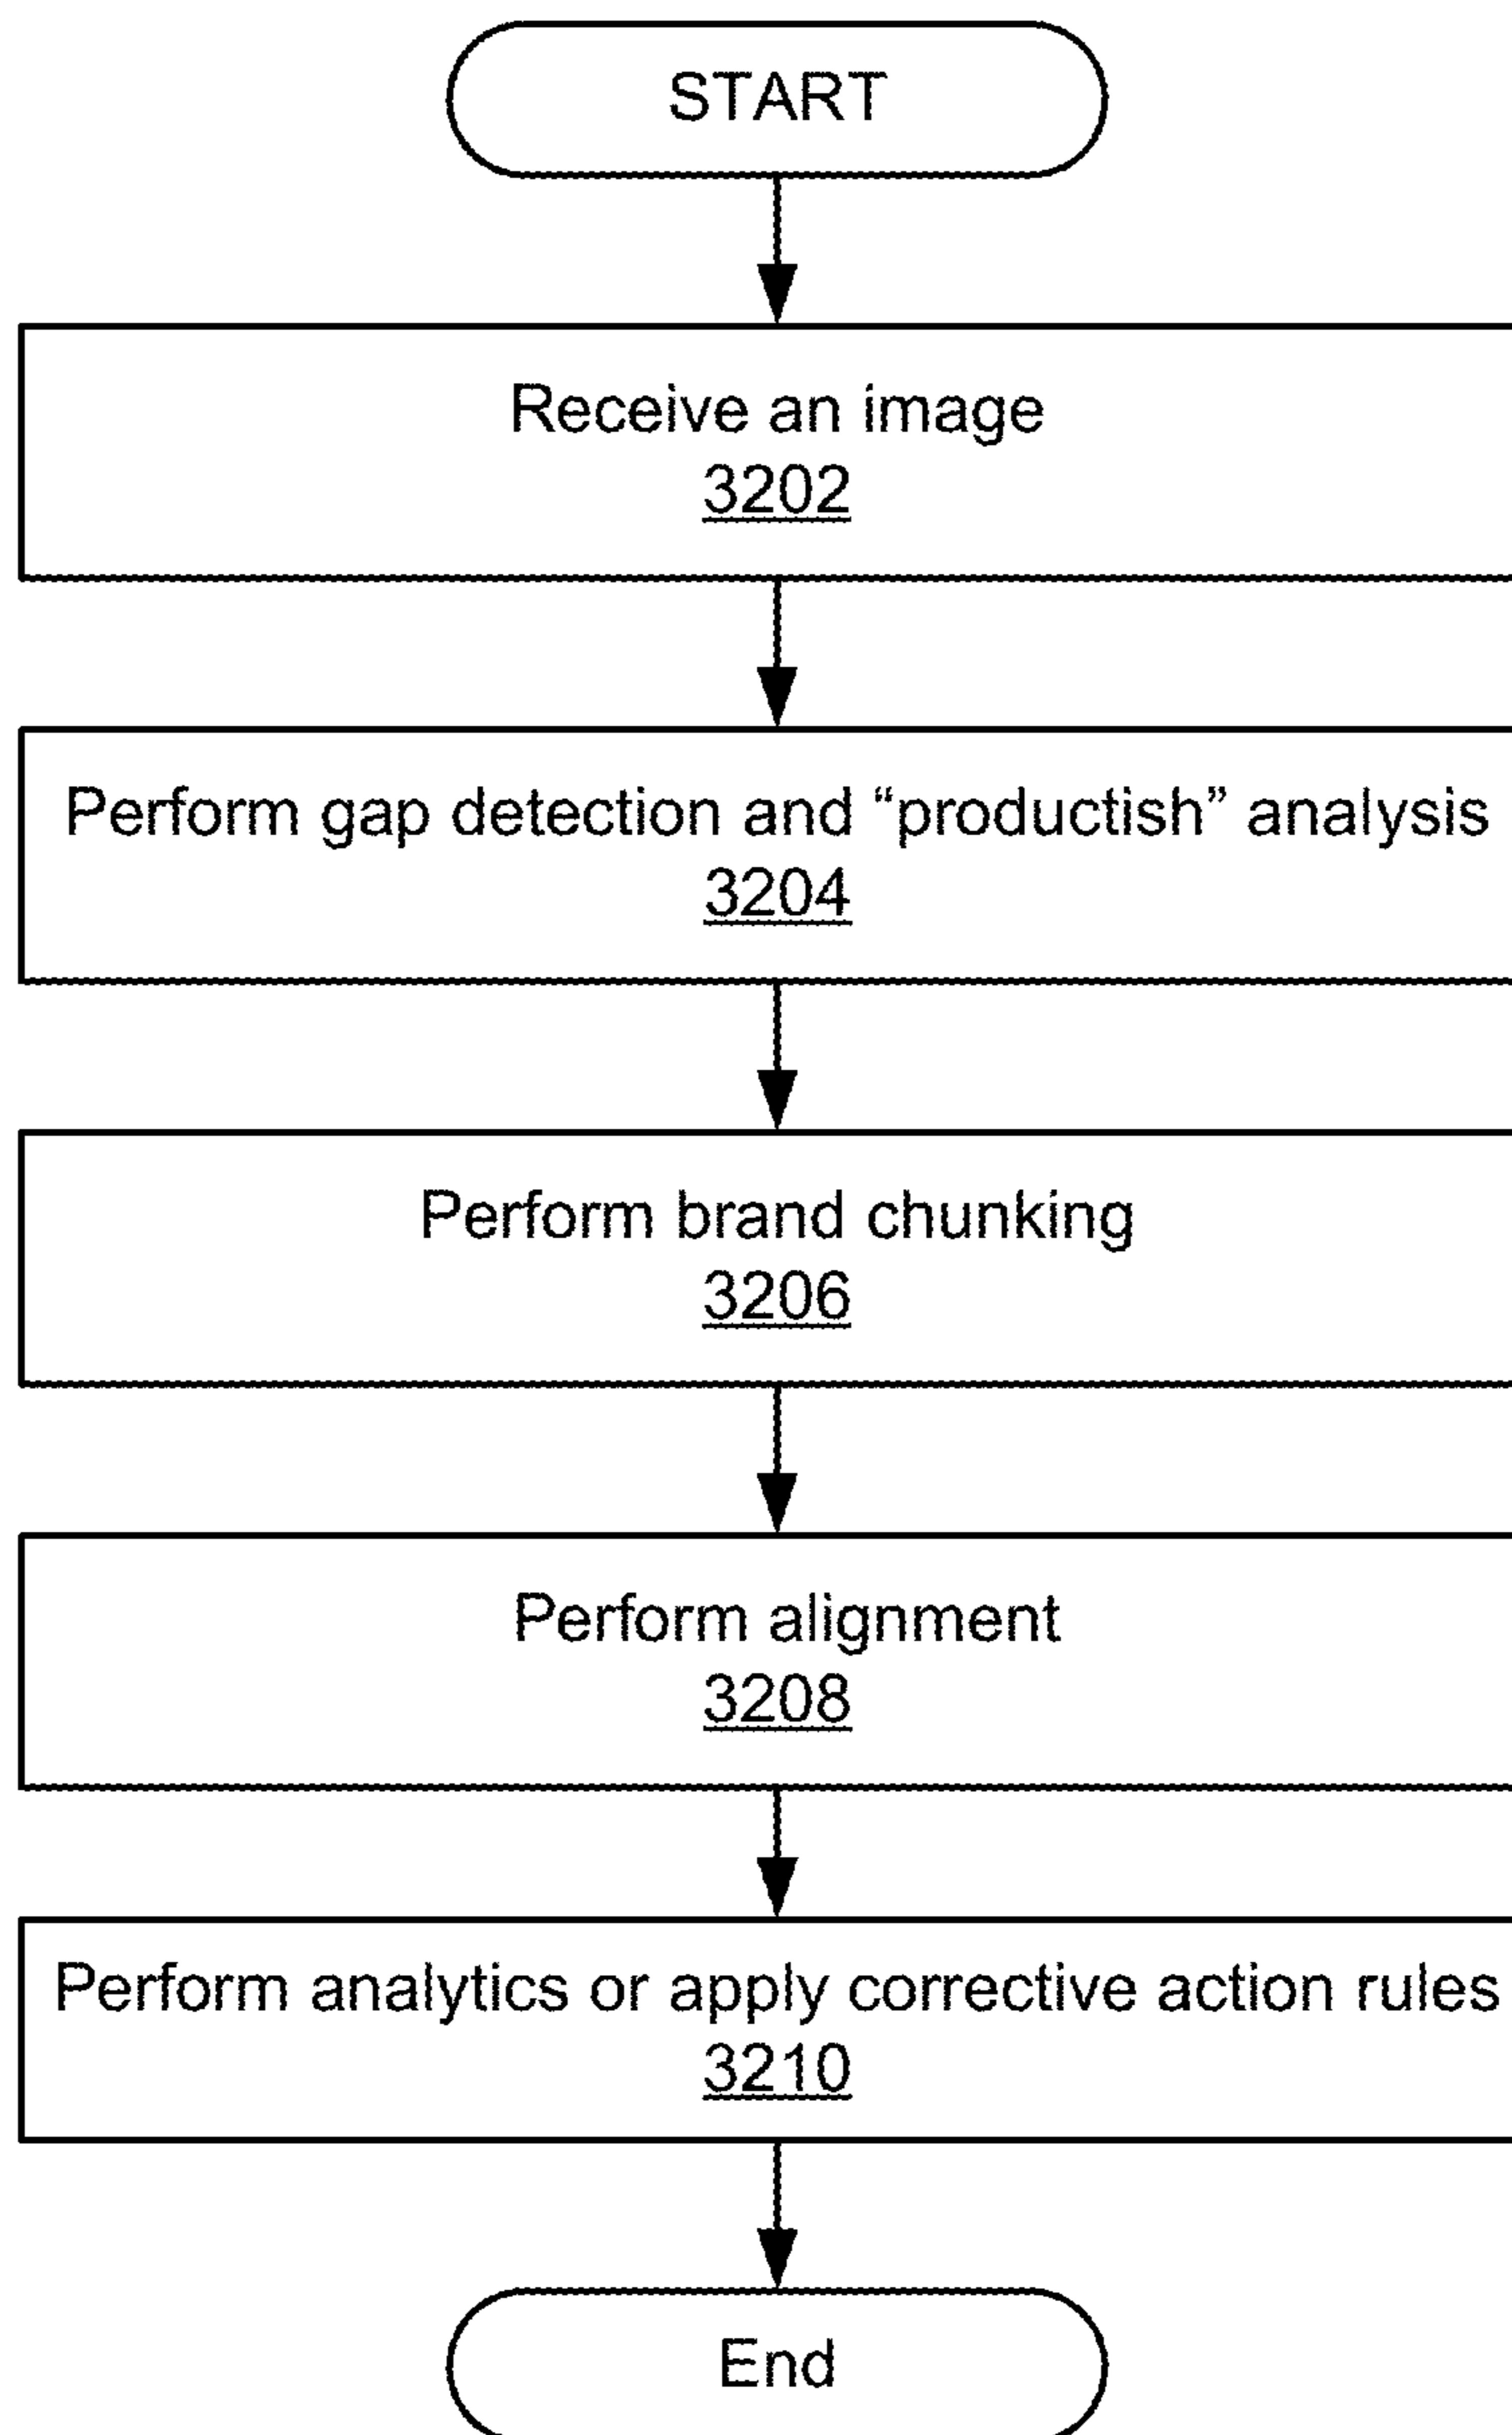 START
Receive an image
3202
Perform gap detection and “productish” analysis
3204
Perform brand chunking
3206
Perform alignment
3208
Perform analytics or apply corrective action rules
3210
End